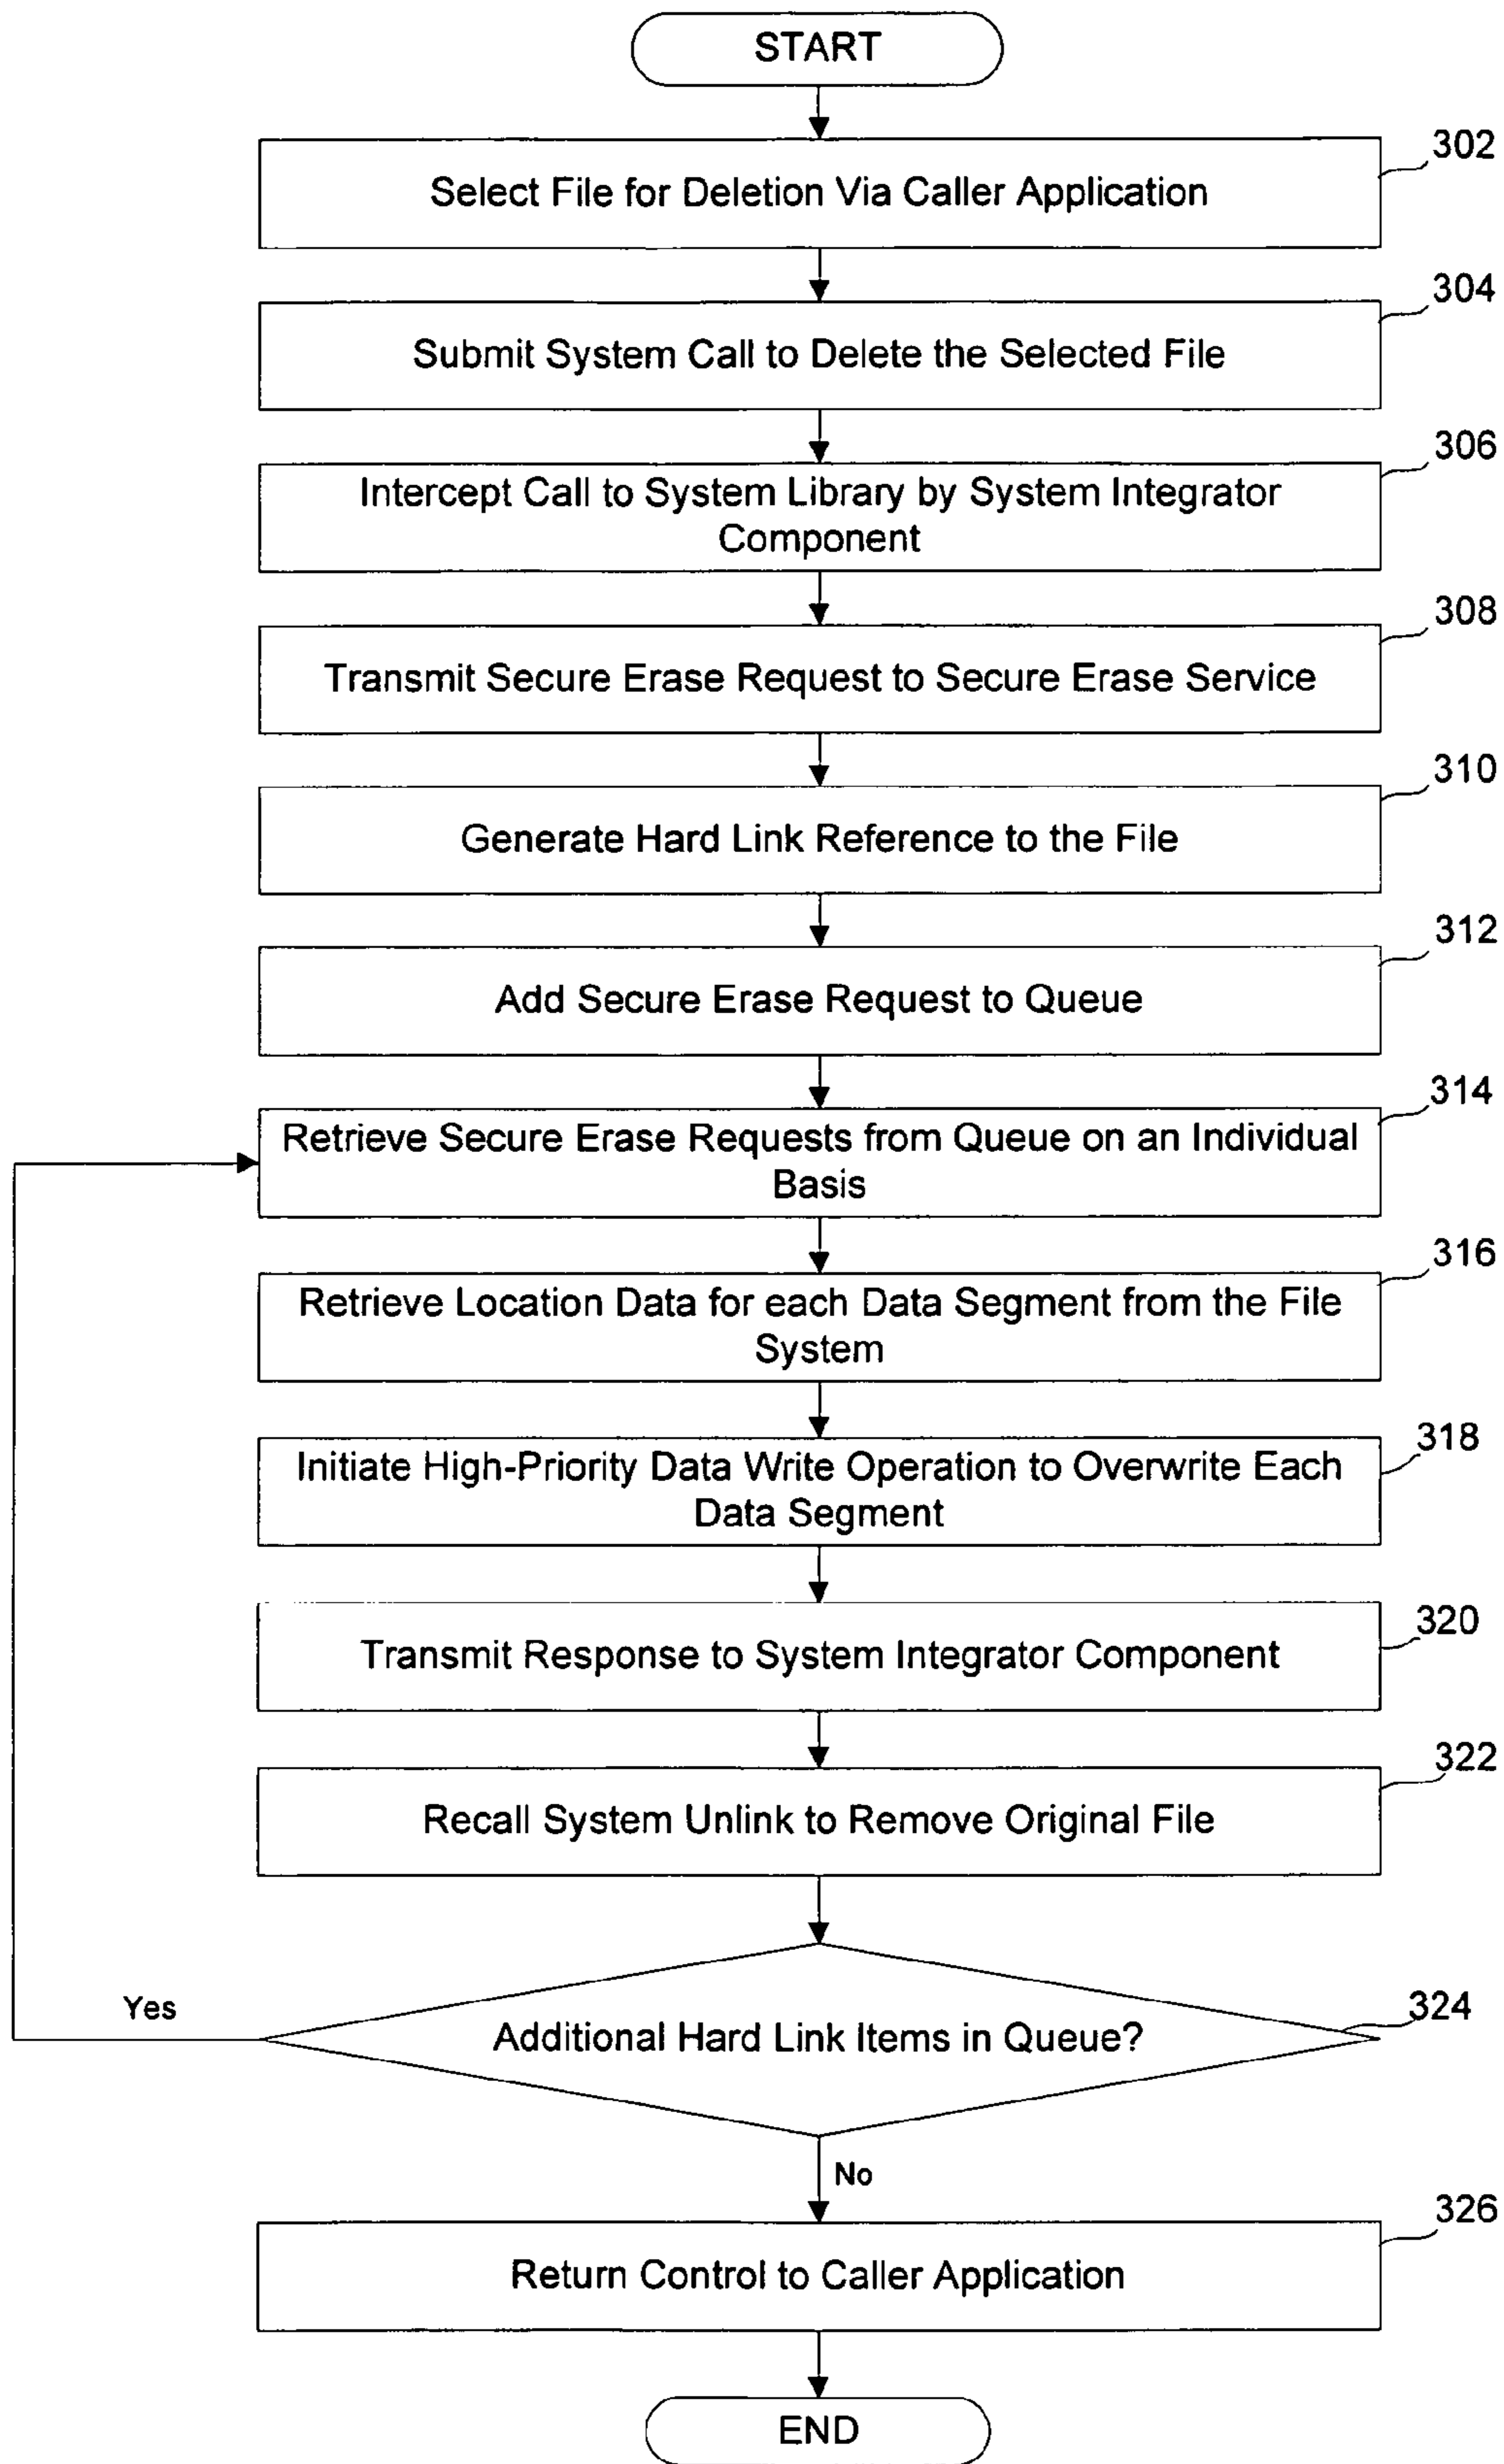 START
302
Select File for Deletion Via Caller Application
304
Submit System Call to Delete the Selected File
306
Intercept Call to System Library by System Integrator
Component
308
Transmit Secure Erase Request to Secure Erase Service
310
Generate Hard Link Reference to the File
312
Add Secure Erase Request to Queue
314
Retrieve Secure Erase Requests from Queue on an Individual
Basis
316
Retrieve Location Data for each Data Segment from the File
System
318
Initiate High-Priority Data Write Operation to Overwrite Each
Data Segment
320
Transmit Response to System Integrator Component
322
Recall System Unlink to Remove Original File
Yes
324
Additional Hard Link Items in Queue?
No
326
Return Control to Caller Application
END